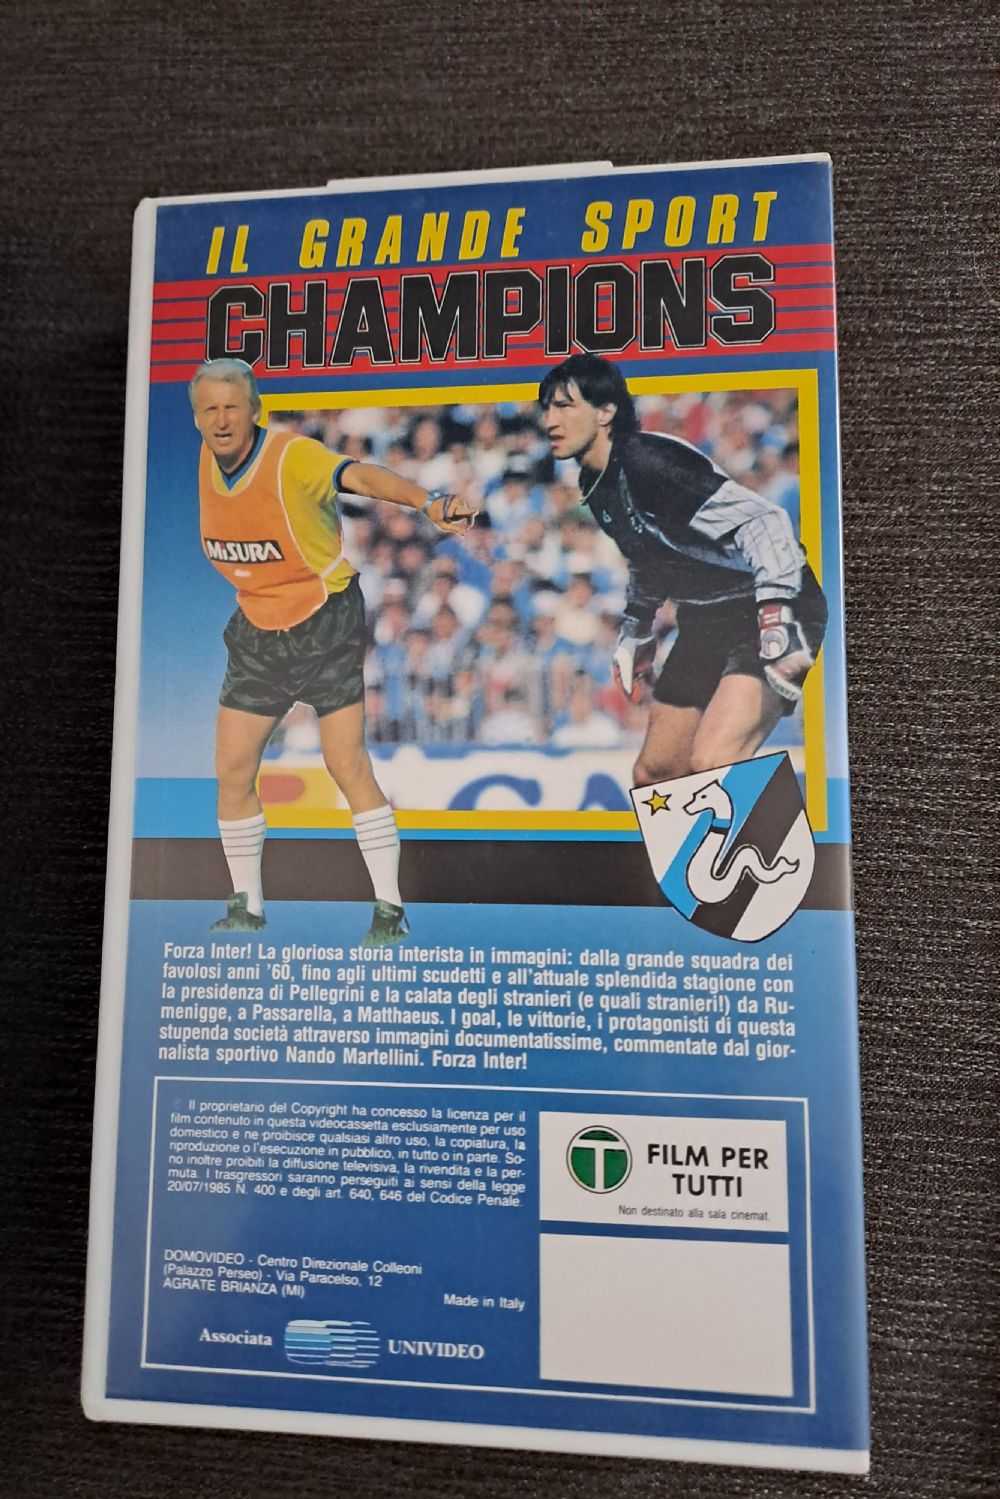 IL GRANDE SPORT
CHAMPIONS
MISURA
CA
Forza Inter! La gloriosa storia interista in immagini: dalla grande squadra dei
favolosi anni '60, fino agli ultimi scudetti e all'attuale splendida stagione con
la presidenza di Pellegrini e la calata degli stranieri (e quali stranieri!) da Ru-
menigge, a Passarella, a Matthaeus. I goal, le vittorie, i protagonisti di questa
stupenda società attraverso immagini documentatissime, commentate dal gior-
nalista sportivo Nando Martellini. Forza Inter!
© Il proprietario del Copyright ha concesso la licenza per il
film contenuto in questa videocassetta esclusivamente per uso
domestico e ne proibisce qualsiasi altro uso, la copiatura, la
riproduzione o l'esecuzione in pubblico, in tutto o in parte. So-
no inoltre proibiti la diffusione televisiva, la rivendita e la per-
muta. I trasgressori saranno perseguiti ai sensi della legge
20/07/1985 N. 400 e degli art. 640, 646 del Codice Penale.
T
FILM PER
TUTTI
Non destinato alla sala cinemat.
DOMOVIDEO - Centro Direzionale Colleoni
(Palazzo Perseo) - Via Paracelso, 12
AGRATE BRIANZA (MI)
Made in Italy
Associata UNIVIDEO